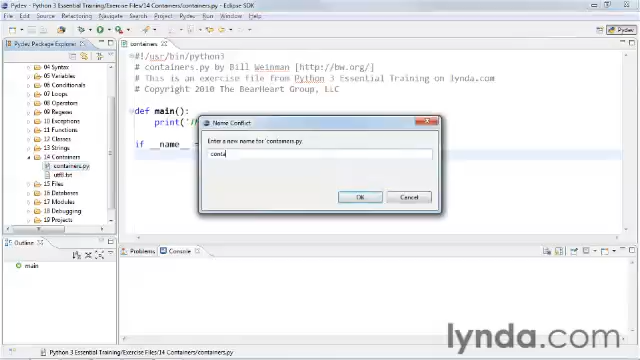 Pydev - Python 3 Essential Training/Exercise Files/14 Containers/containers.py - Eclipse SDK
File Edit Source Refactoring Navigate Search Project Run Window Help
Pydev
Pydev Package Explorer
containers
04 Syntax
05 Variables
06 Conditionals
07 Loops
08 Operators
09 Regexes
10 Exceptions
11 Functions
12 Classes
13 Strings
14 Containers
containers.py
utf8.txt
15 Files
16 Databases
17 Modules
18 Debugging
19 Projects
#!/usr/bin/python3
# containers.py by Bill Weinman [http://bw.org/]
# This is an exercise file from Python 3 Essential Training on lynda.com
# Copyright 2010 The BearHeart Group, LLC
def main():
print(
if __name__ =
Name Conflict
Enter a new name for 'containers.py
conta
OK
Cancel
Outline
main
Problems Console
Python 3 Essential Training/Exercise Files/14 Containers/containers.py
lynda.com